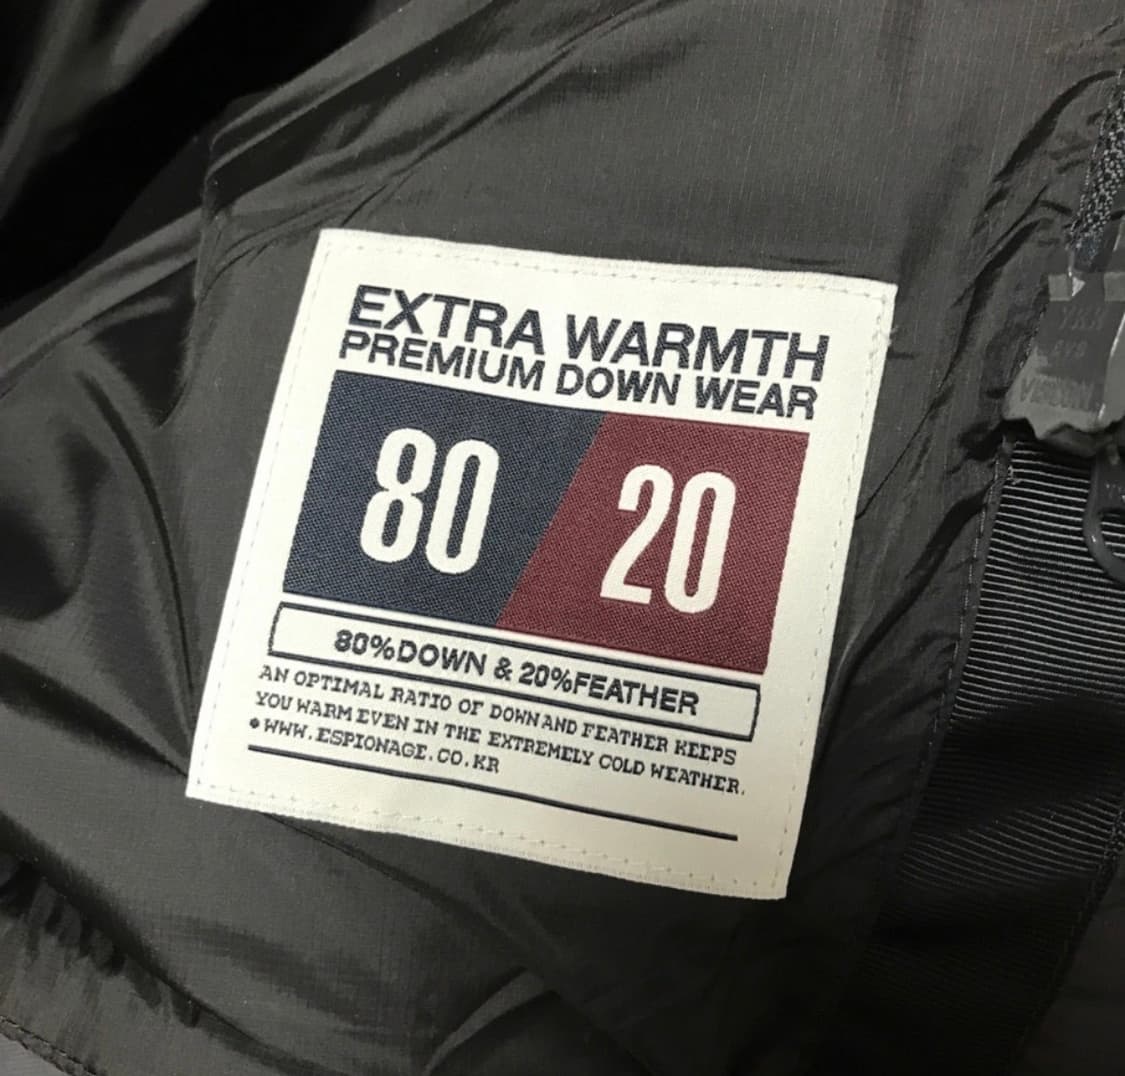 EXTRA WARMTH
PREMIUM DOWN WEAR
80 20
80%DOWN & 20%FEATHER
AN OPTIMAL RATIO OF DOWN AND FEATHER KEEPS
YOU WARM EVEN IN THE EXTREMELY COLD WEATHER.
WWW.ESPIONAGE.CO.KR